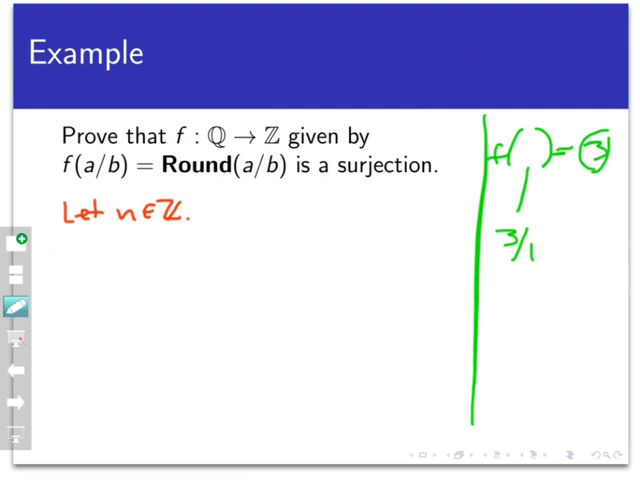 Example
Prove that f : ℚ → ℤ given by
f(a/b) = Round(a/b) is a surjection.
Let n∈ℤ.
f( ) = 3
3/1